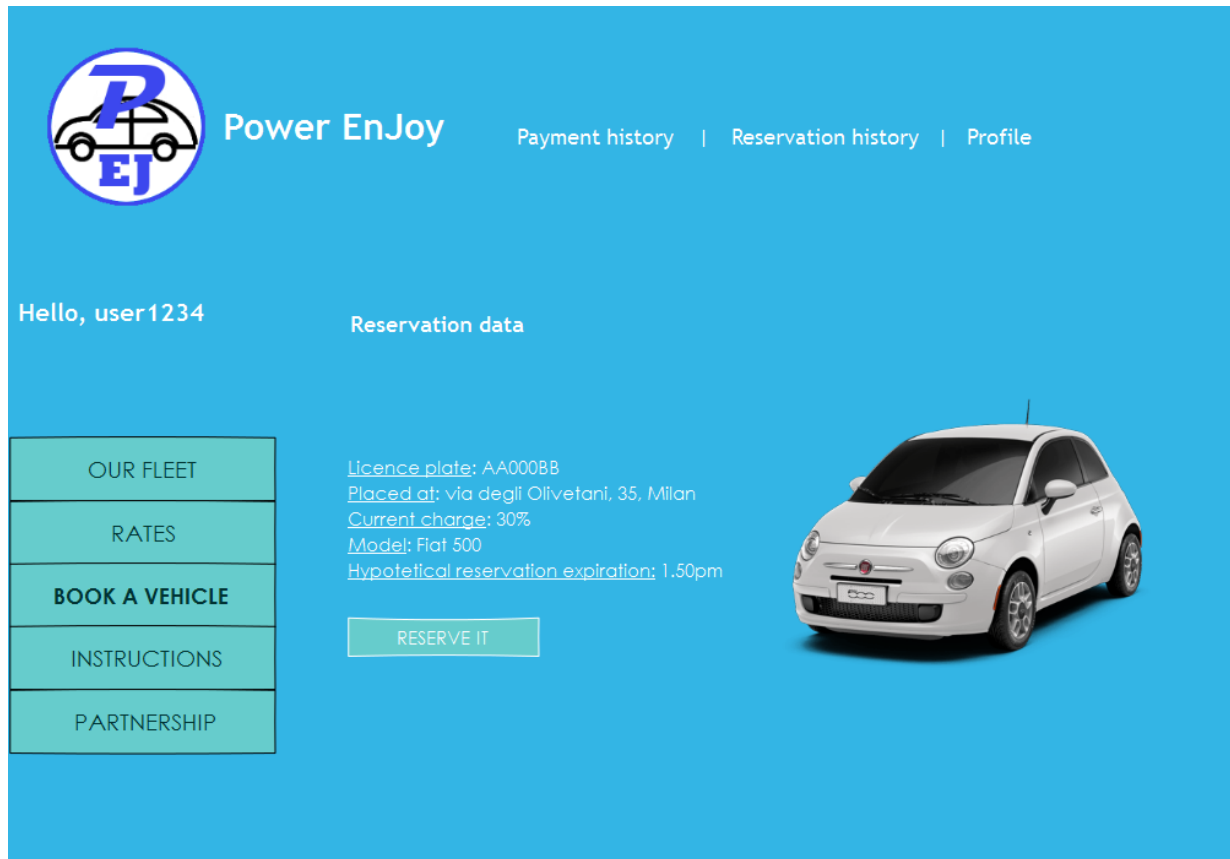 P
EJ
Power EnJoy
Payment history | Reservation history | Profile
Hello, user1234
Reservation data
OUR FLEET
RATES
BOOK A VEHICLE
INSTRUCTIONS
PARTNERSHIP
Licence plate: AA000BB
Placed at: via degli Olivetani, 35, Milan
Current charge: 30%
Model: Fiat 500
Hypotetical reservation expiration: 1.50pm
RESERVE IT
500